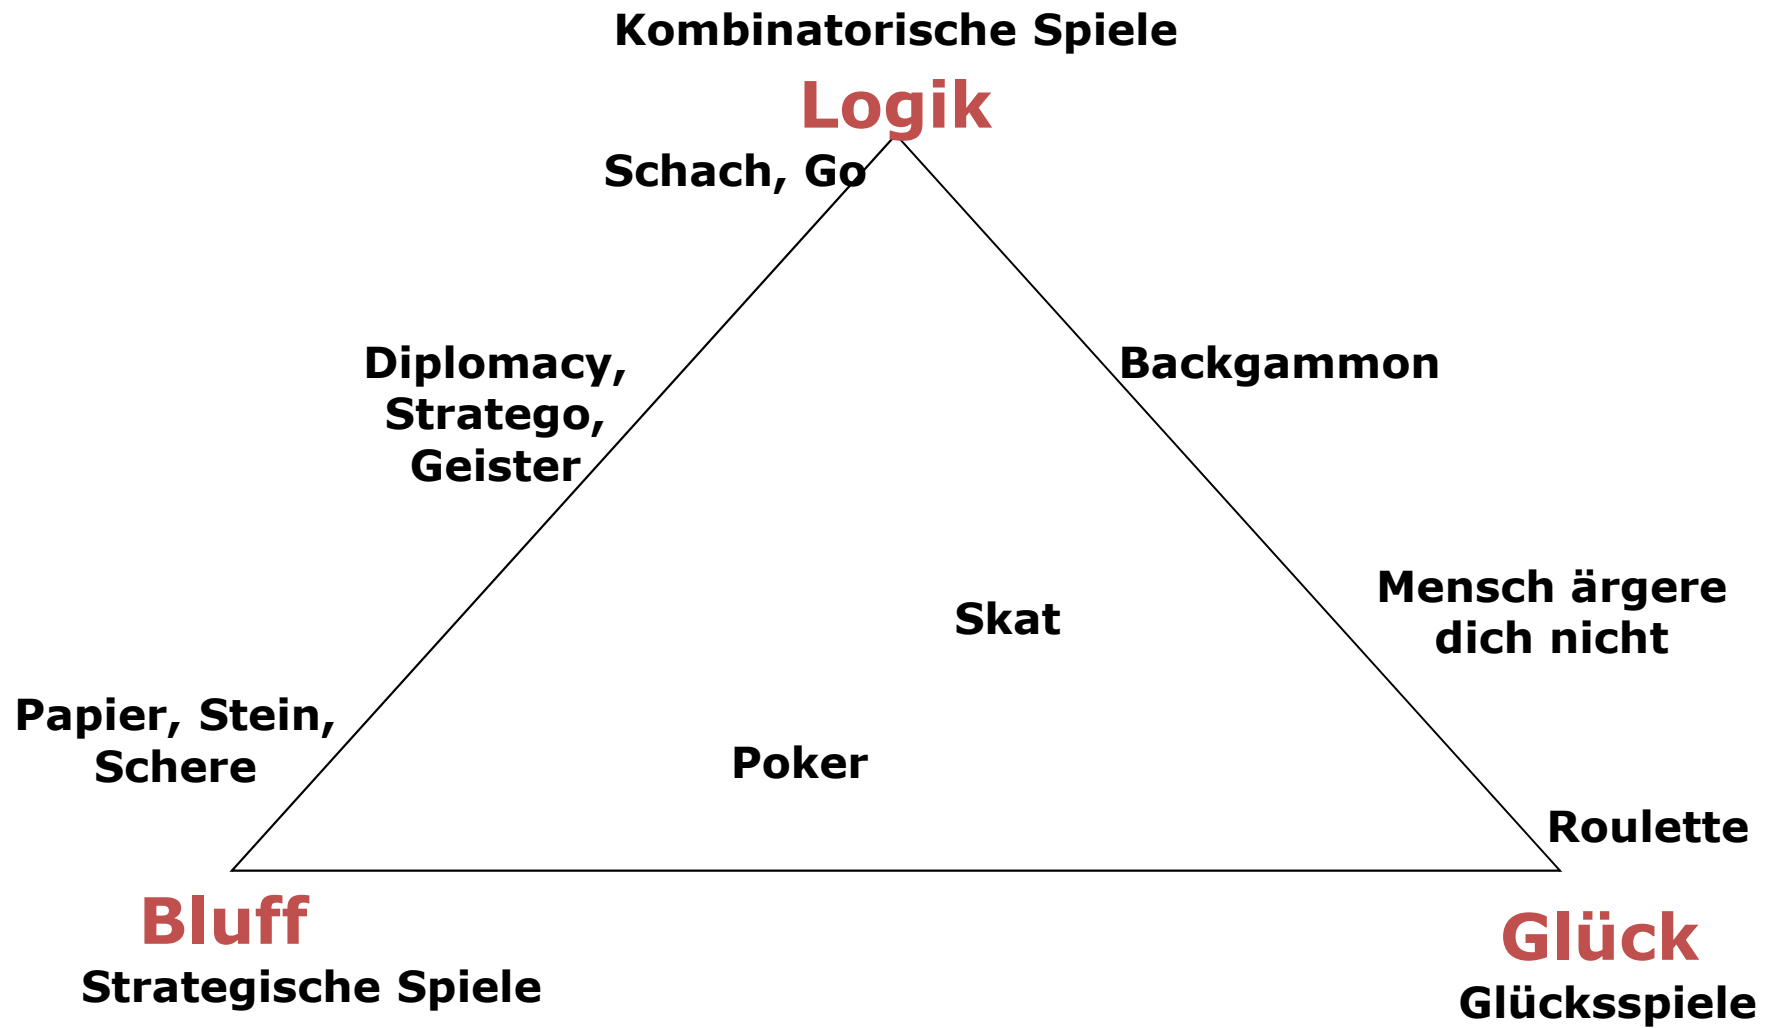 Kombinatorische Spiele
Logik
Schach, Go
Diplomacy,
Stratego,
Geister
Backgammon
Mensch ärgere
dich nicht
Skat
Papier, Stein,
Schere
Poker
Roulette
Bluff
Strategische Spiele
Glück
Glücksspiele